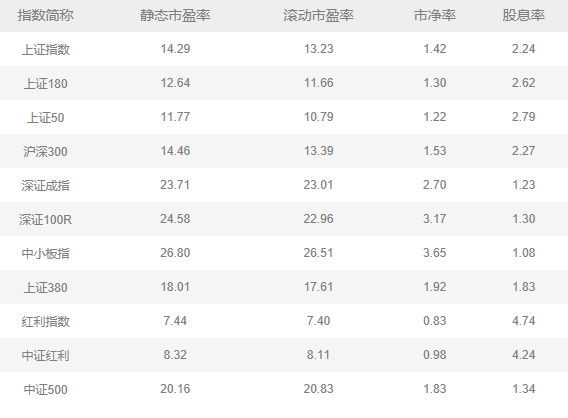 指数简称 静态市盈率 滚动市盈率 市净率 股息率
上证指数 14.29 13.23 1.42 2.24
上证180 12.64 11.66 1.30 2.62
上证50 11.77 10.79 1.22 2.79
沪深300 14.46 13.39 1.53 2.27
深证成指 23.71 23.01 2.70 1.23
深证100R 24.58 22.96 3.17 1.30
中小板指 26.80 26.51 3.65 1.08
上证380 18.01 17.61 1.92 1.83
红利指数 7.44 7.40 0.83 4.74
中证红利 8.32 8.11 0.98 4.24
中证500 20.16 20.83 1.83 1.34